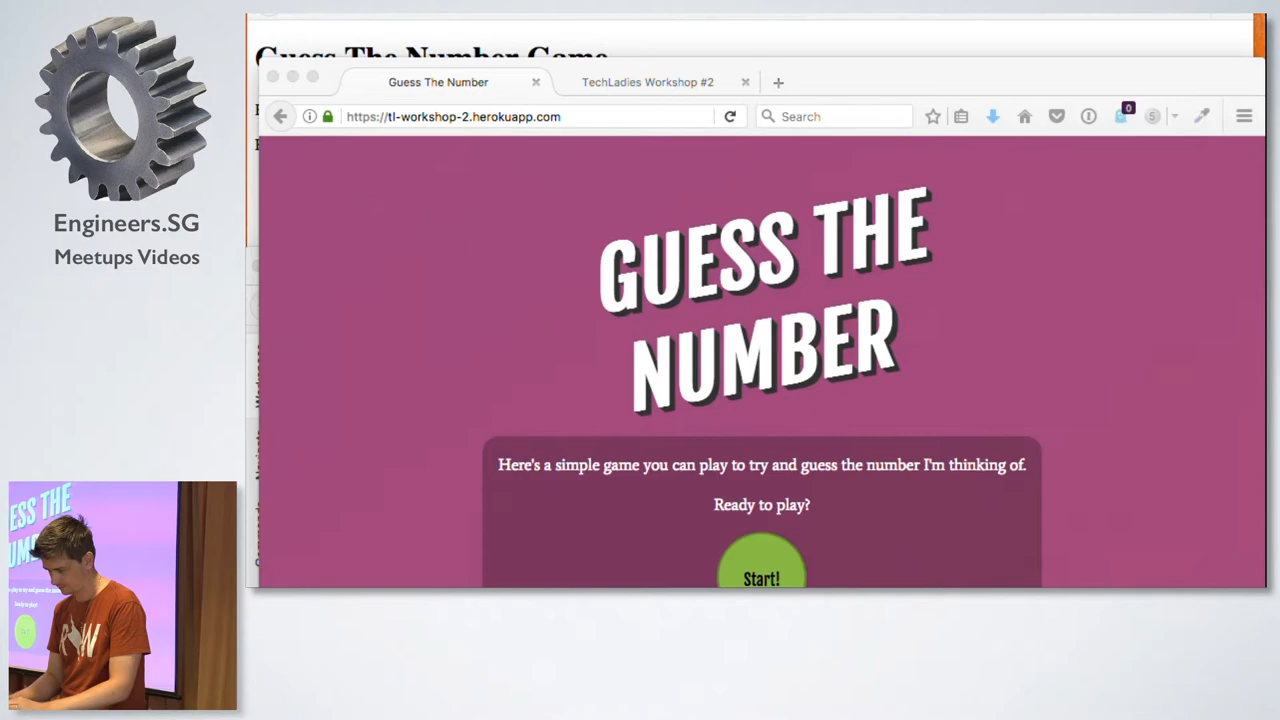 Engineers.SG
Meetups Videos
Guess The Number Game
Guess The Number
TechLadies Workshop #2
https://tl-workshop-2.herokuapp.com
Search
0
S
GUESS THE
NUMBER
Here's a simple game you can play to try and guess the number I'm thinking of.
Ready to play?
Start!